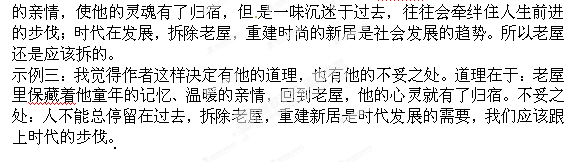 的亲情，使他的灵魂有了归宿，但是一味沉迷于过去，往往会牵绊住人生前进
的步伐；时代在发展，拆除老屋，重建时尚的新居是社会发展的趋势。所以老屋
还是应该拆的。
示例三：我觉得作者这样决定有他的道理，也有他的不妥之处。道理在于：老屋
里保藏着他童年的记忆、温暖的亲情，回到老屋，他的心灵就有了归宿。不妥之
处：人不能总停留在过去，拆除老屋，重建新居是时代发展的需要，我们应该跟
上时代的步伐。